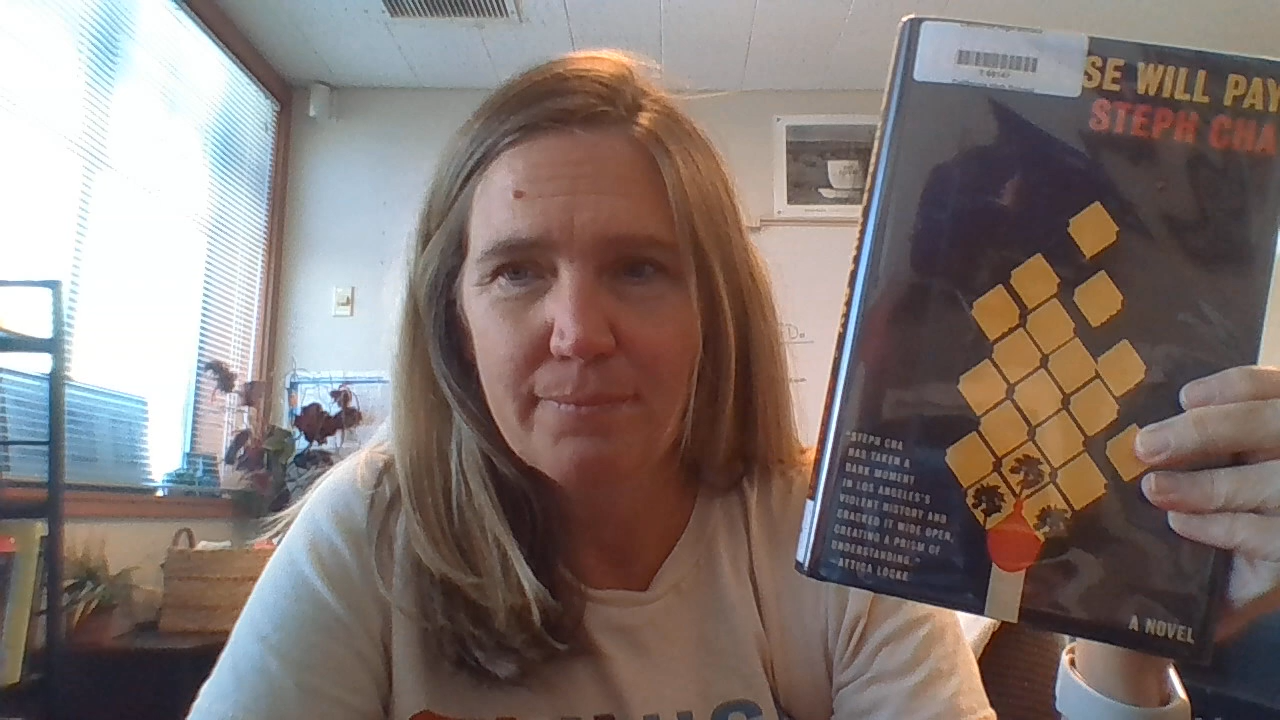 SE WILL PAY
STEPH CHA
"STEPH CHA
HAS TAKEN A
DARK MOMENT
IN LOS ANGELES'S
VIOLENT HISTORY AND
CRACKED IT WIDE OPEN,
CREATING A PRISM OF
UNDERSTANDING."
—ATTICA LOCKE
A NOVEL